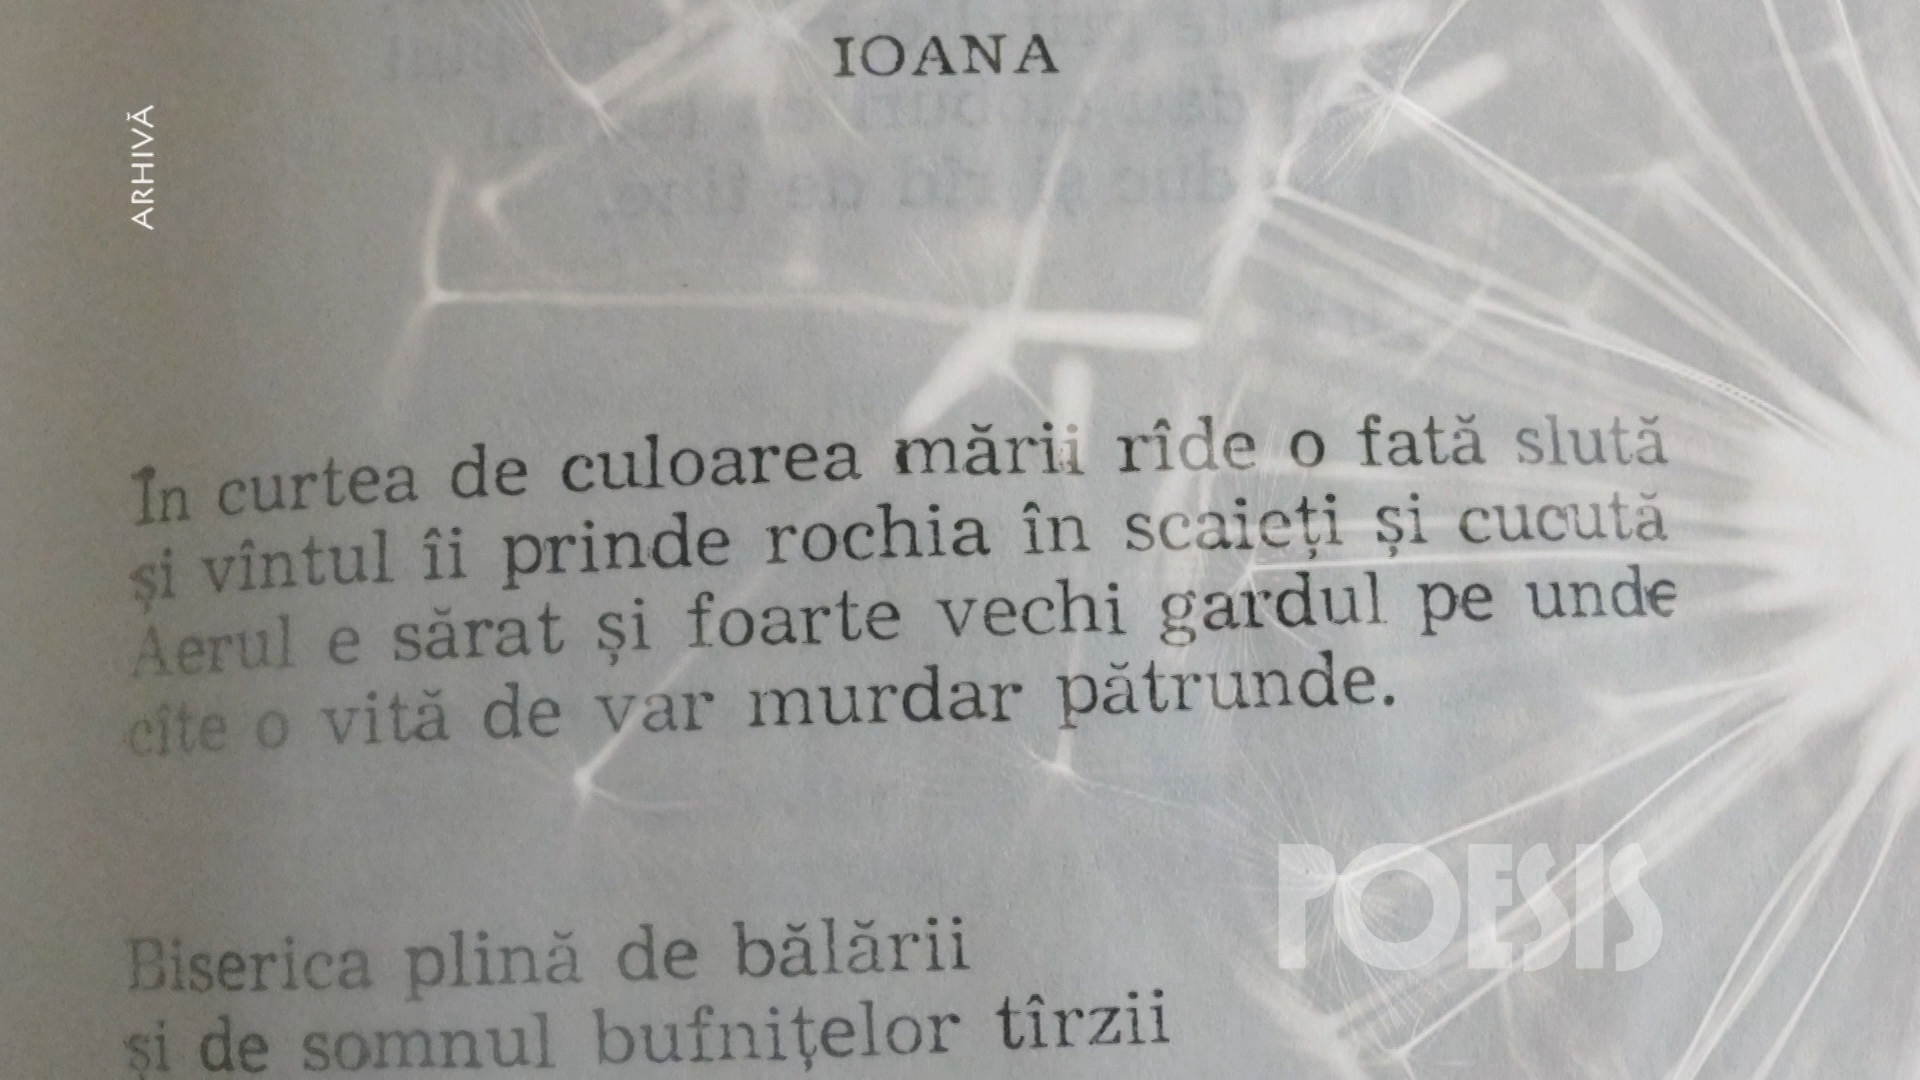 IOANA
ARHIVĂ
In curtea de culoarea mării rîde o fată slută
și vîntul îi prinde rochia în scaieți și cucută
Aerul e sărat și foarte vechi gardul pe unde
cîte o vită de var murdar pătrunde.
Biserica plină de bălării
și de somnul bufnițelor tîrzii
POESIS